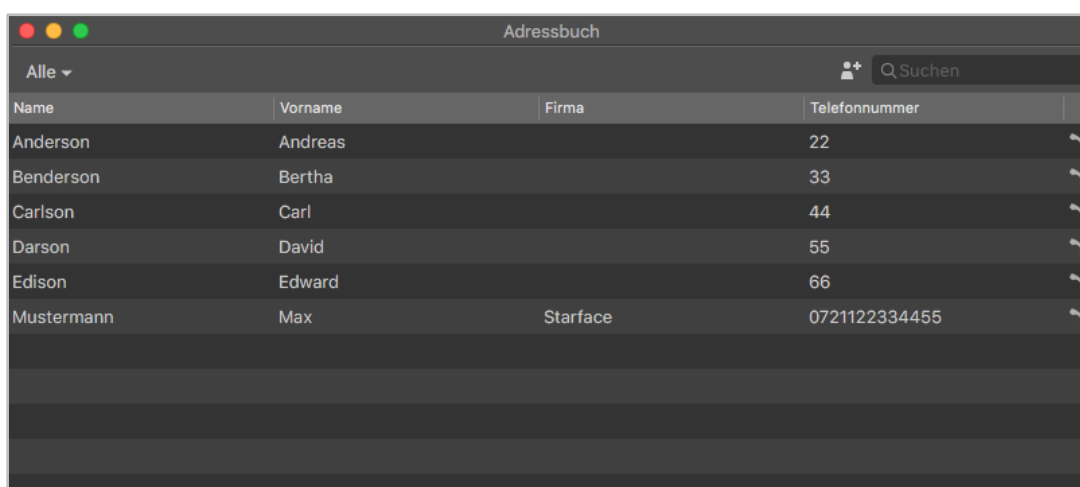 Adressbuch
Alle Suchen
Name Vorname Firma Telefonnummer
Anderson Andreas 22
Benderson Bertha 33
Carlson Carl 44
Darson David 55
Edison Edward 66
Mustermann Max Starface 0721122334455